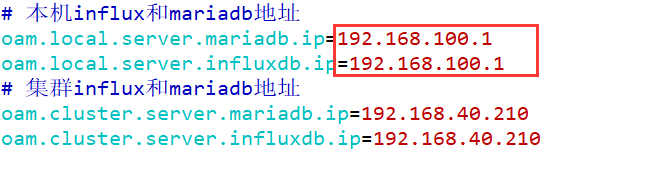 # 本机influx和mariadb地址
oam.local.server.mariadb.ip=192.168.100.1
oam.local.server.influxdb.ip=192.168.100.1
# 集群influx和mariadb地址
oam.cluster.server.mariadb.ip=192.168.40.210
oam.cluster.server.influxdb.ip=192.168.40.210